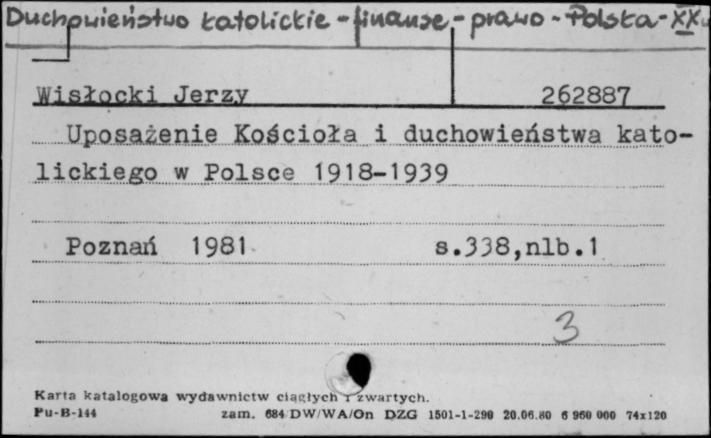 Duchowieństwo katolickie - finanse - prawo - Polska - XX w
Wisłocki Jerzy 262887
Uposażenie Kościoła i duchowieństwa kato-
lickiego w Polsce 1918-1939
Poznań 1981 s.338,nlb.1
3
Karta katalogowa wydawnictw ciągłych i zwartych.
Pu-B-144 zam. 684 DW/WA/On DZG 1501-1-290 20.06.80 6 960 000 74x120